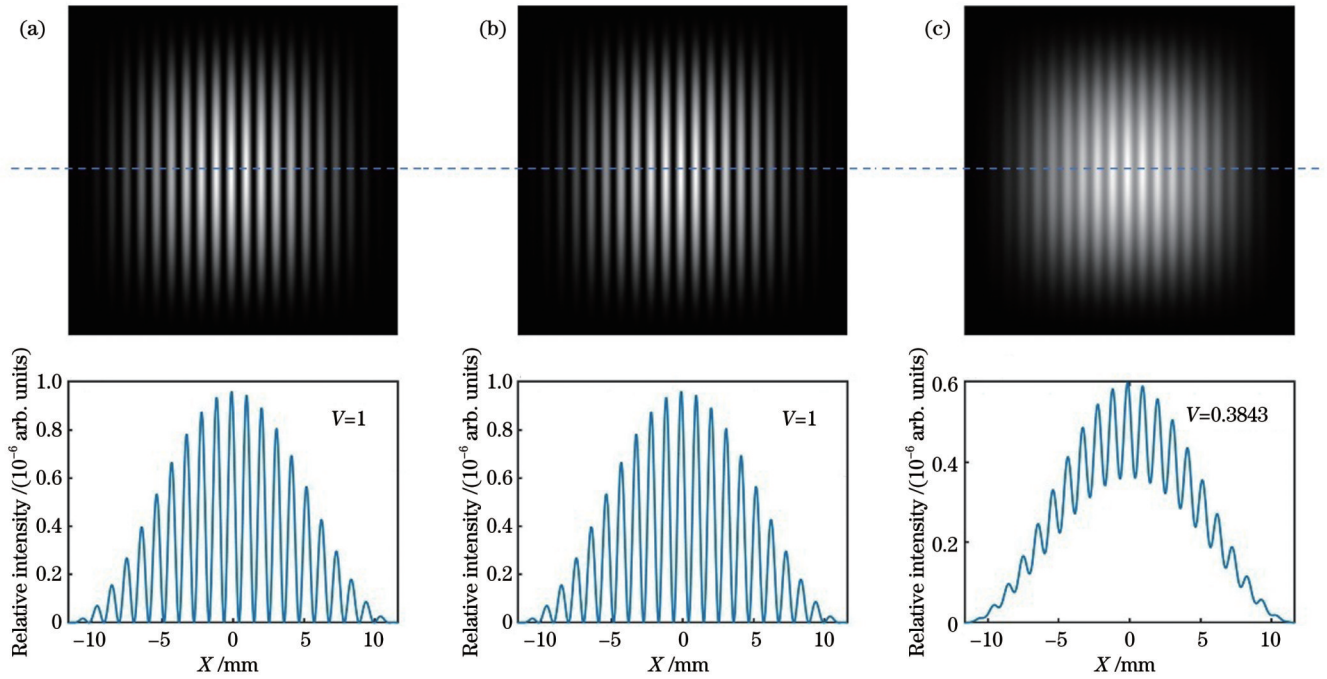 (a)
(b)
(c)
Relative intensity /(10⁻⁶ arb. units)
1.0
0.8
0.6
0.4
0.2
0
V=1
−10
−5
0
5
10
X /mm
Relative intensity /(10⁻⁶ arb. units)
1.0
0.8
0.6
0.4
0.2
0
V=1
−10
−5
0
5
10
X /mm
Relative intensity /(10⁻⁶ arb. units)
0.6
0.4
0.2
0
V=0.3843
−10
−5
0
5
10
X /mm